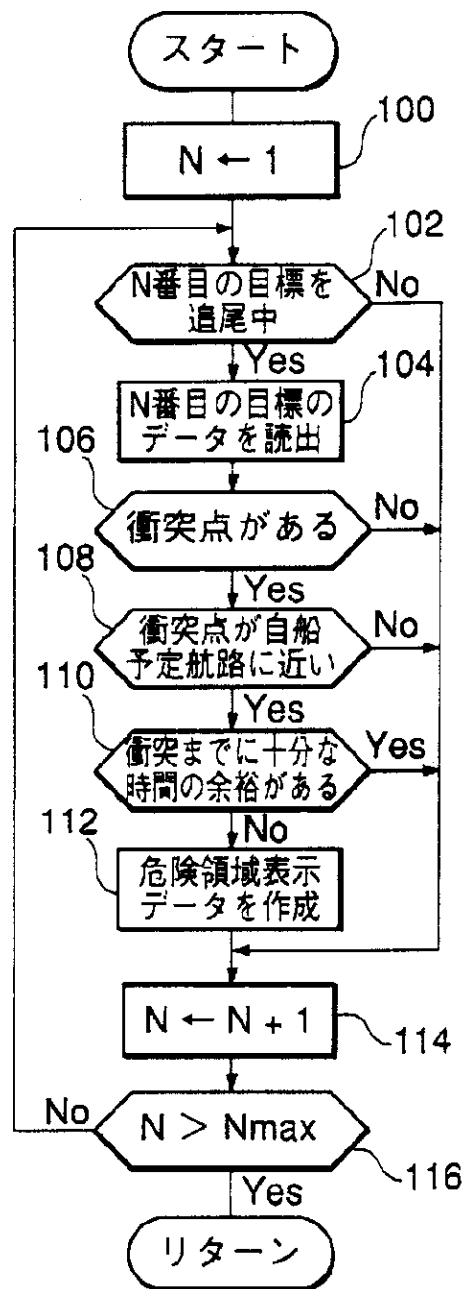 スタート
100
N ← 1
102
N番目の目標を
追尾中
No
Yes
104
N番目の目標の
データを読出
106
衝突点がある
No
Yes
108
衝突点が自船
予定航路に近い
No
Yes
110
衝突までに十分な
時間の余裕がある
Yes
No
112
危険領域表示
データを作成
N ← N + 1
114
No
N > Nmax
116
Yes
リターン